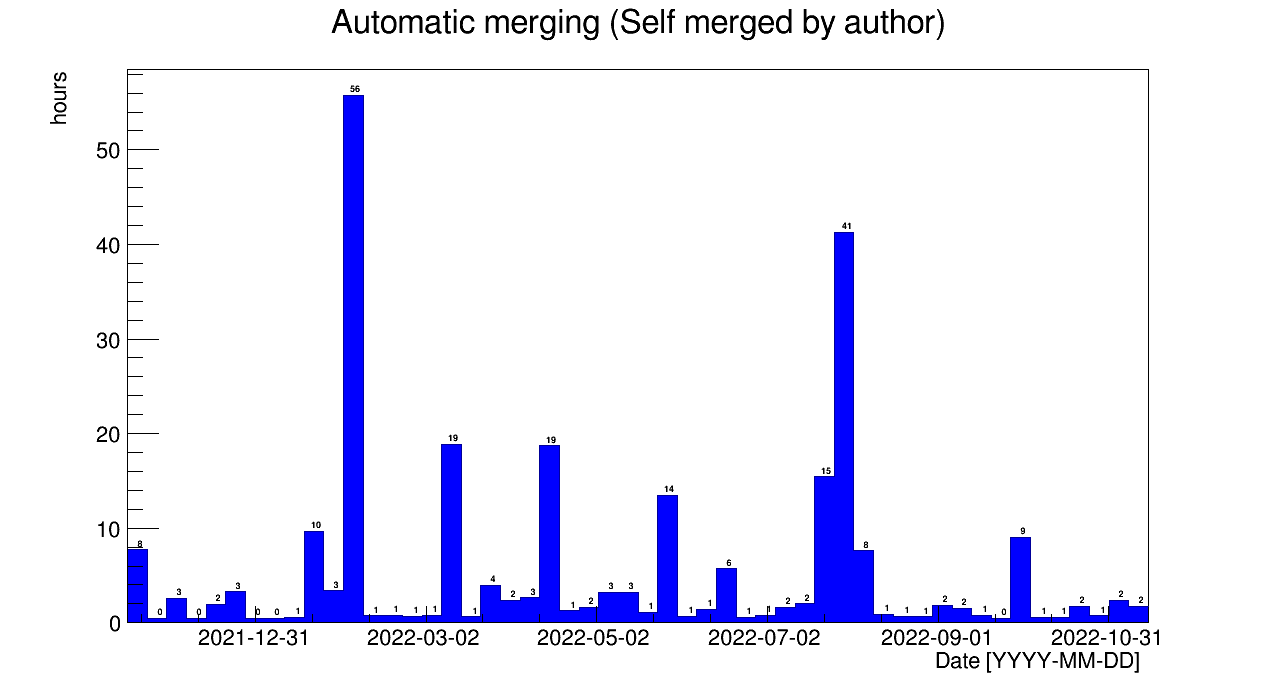 Automatic merging (Self merged by author)
hours
50
40
30
20
10
0
8 0 3 0 2 3 0 0 1 10 3 56 1 1 1 1 19 1 4 2 3 19 1 2 3 3 1 14 1 1 6 1 1 2 2 15 41 8 1 1 1 2 2 1 0 9 1 1 2 1 2 2
2021-12-31 2022-03-02 2022-05-02 2022-07-02 2022-09-01 2022-10-31
Date [YYYY-MM-DD]